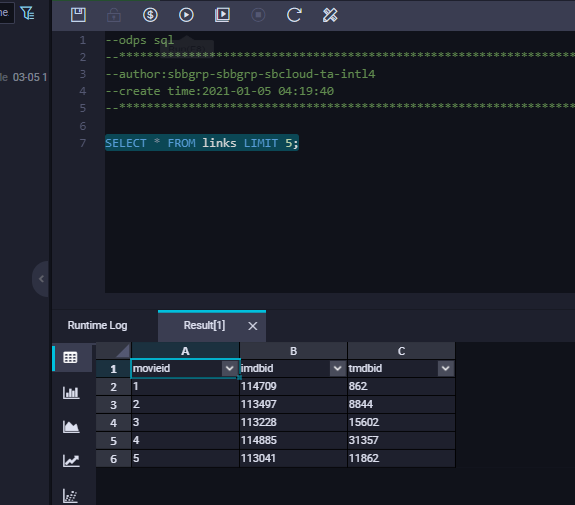 ne
de 03-05 1
1 --odps sql
2 --******************************************************************
3 --author:sbbgrp-sbbgrp-sbcloud-ta-intl4
4 --create time:2021-01-05 04:19:40
5 --******************************************************************
6
7 SELECT * FROM links LIMIT 5;
Runtime Log Result[1]
A B C
1 movieid imdbid tmdbid
2 1 114709 862
3 2 113497 8844
4 3 113228 15602
5 4 114885 31357
6 5 113041 11862